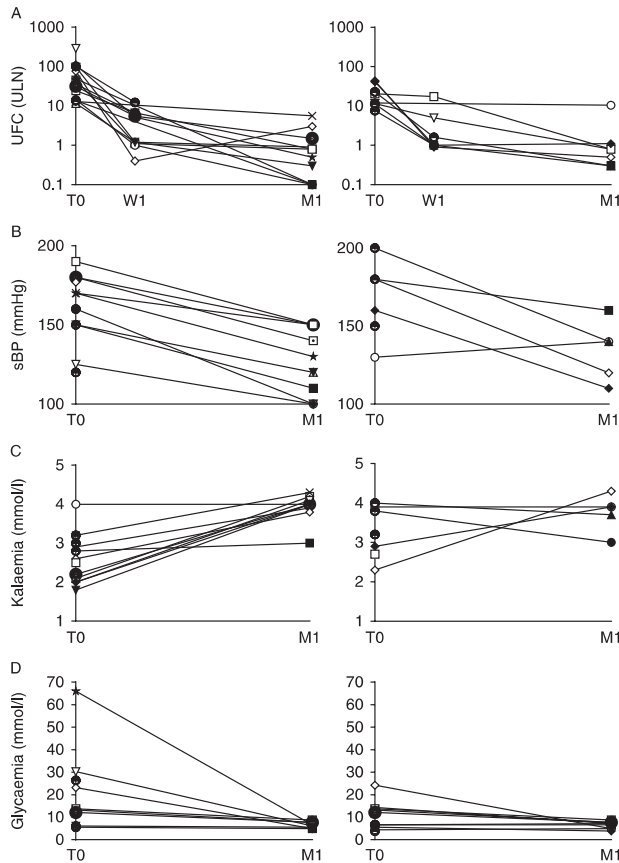 A
UFC (ULN)
1000
100
10
1
0.1
T0 W1 M1
1000
100
10
1
0.1
T0 W1 M1
B
sBP (mmHg)
200
150
100
T0 M1
200
150
100
T0 M1
C
Kalaemia (mmol/l)
5
4
3
2
1
T0 M1
5
4
3
2
1
T0 M1
D
Glycaemia (mmol/l)
70
60
50
40
30
20
10
0
T0 M1
70
60
50
40
30
20
10
0
T0 M1